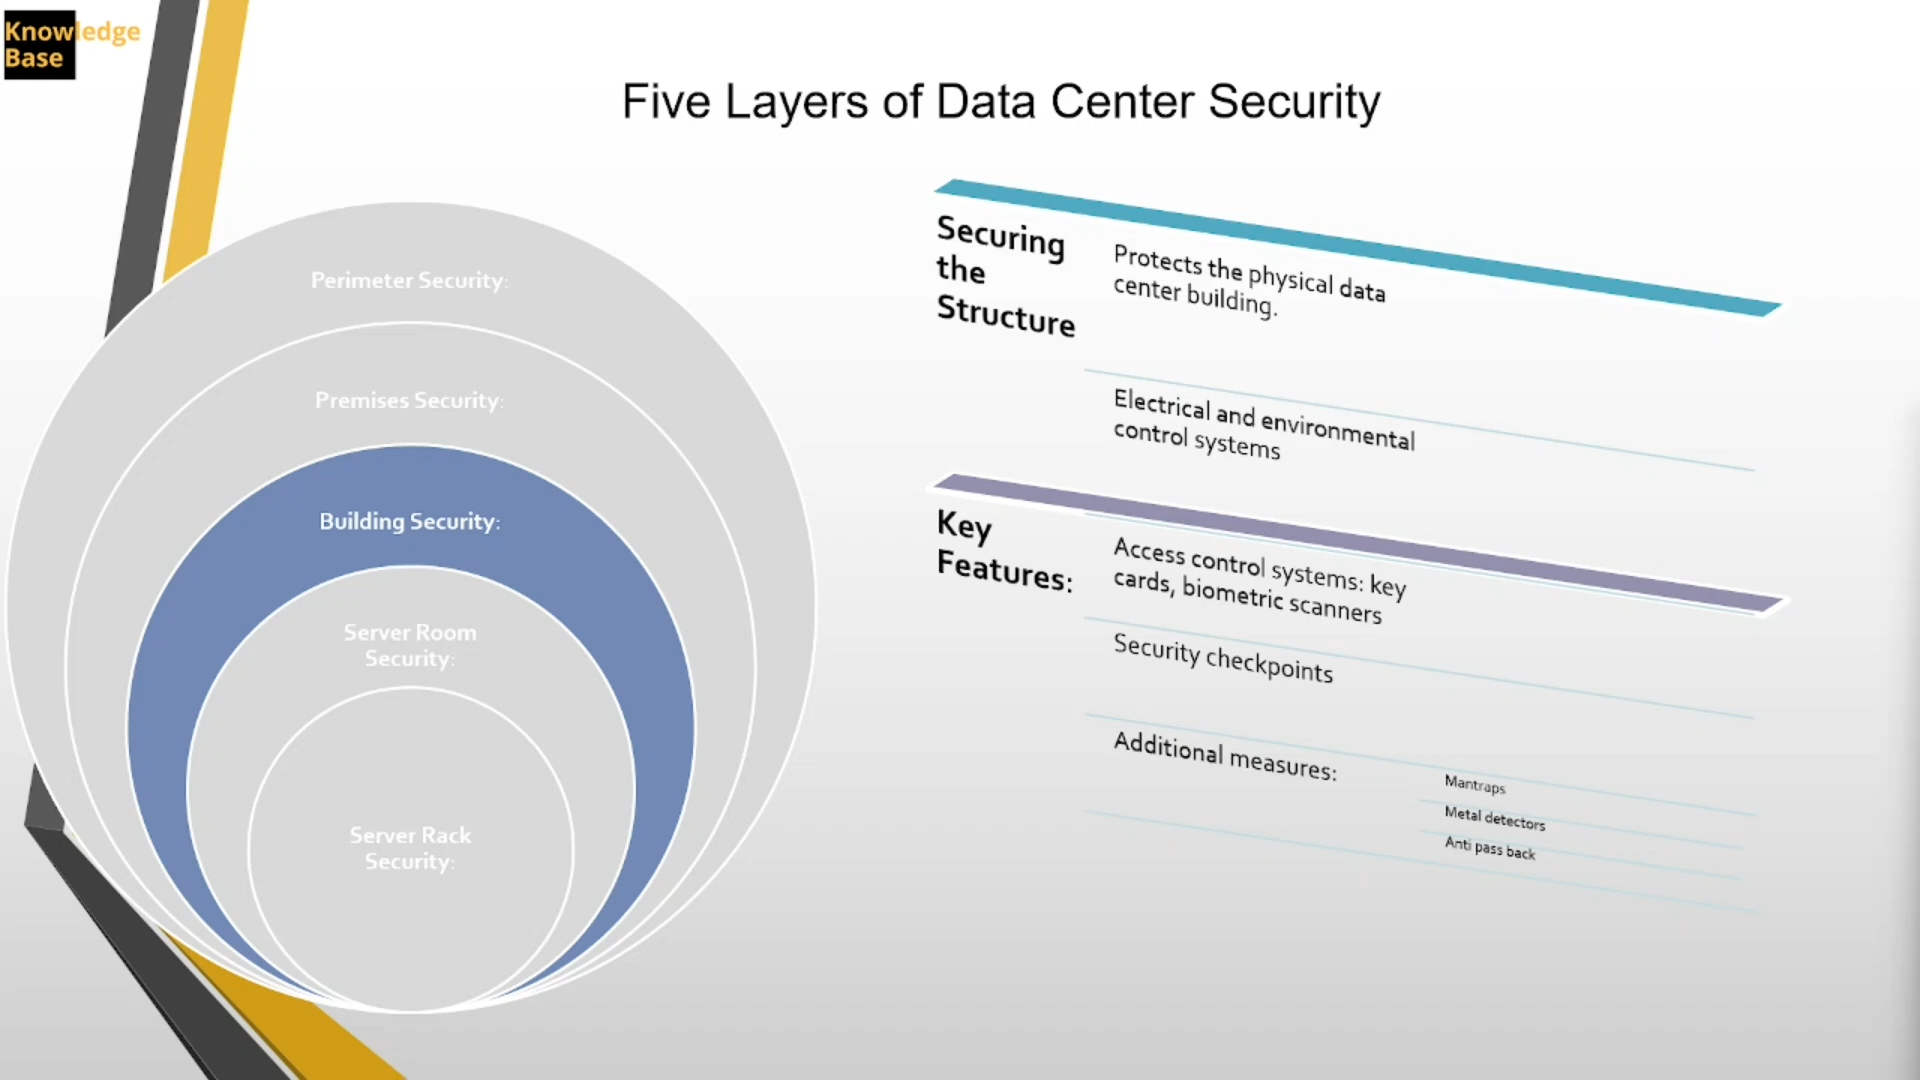 Knowledge
Base
Five Layers of Data Center Security
Perimeter Security:
Premises Security:
Building Security:
Server Room
Security:
Server Rack
Security:
Securing
the
Structure
Protects the physical data
center building.
Electrical and environmental
control systems
Key
Features:
Access control systems: key
cards, biometric scanners
Security checkpoints
Additional measures:
Mantraps
Metal detectors
Anti pass back